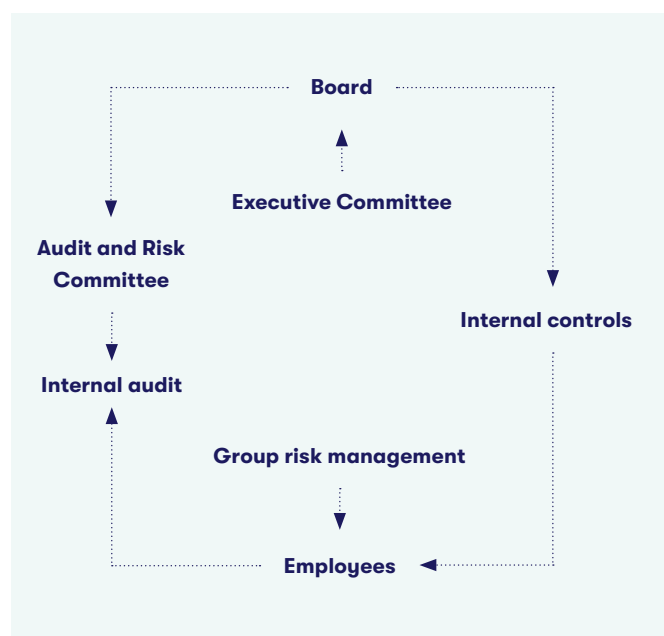 Board
Executive Committee
Audit and Risk
Committee
Internal controls
Internal audit
Group risk management
Employees